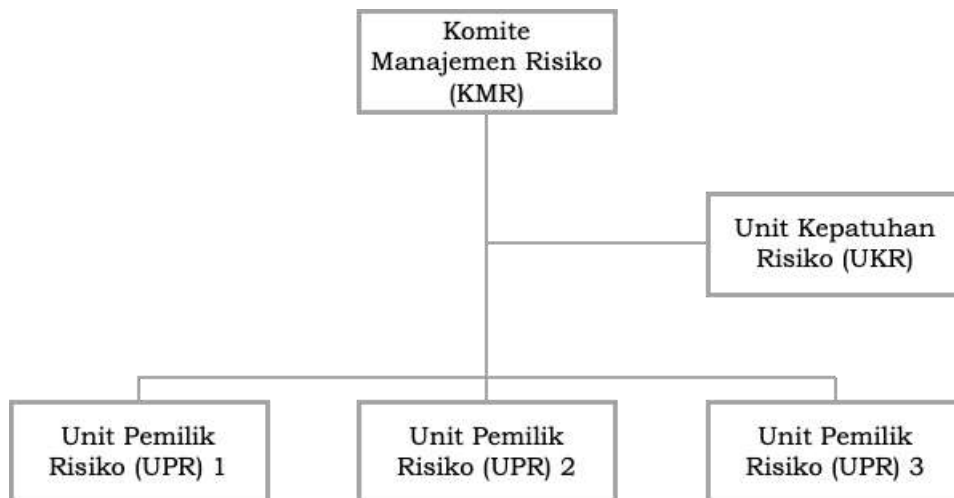 Komite
Manajemen Risiko
(KMR)
Unit Kepatuhan
Risiko (UKR)
Unit Pemilik
Risiko (UPR) 1
Unit Pemilik
Risiko (UPR) 2
Unit Pemilik
Risiko (UPR) 3